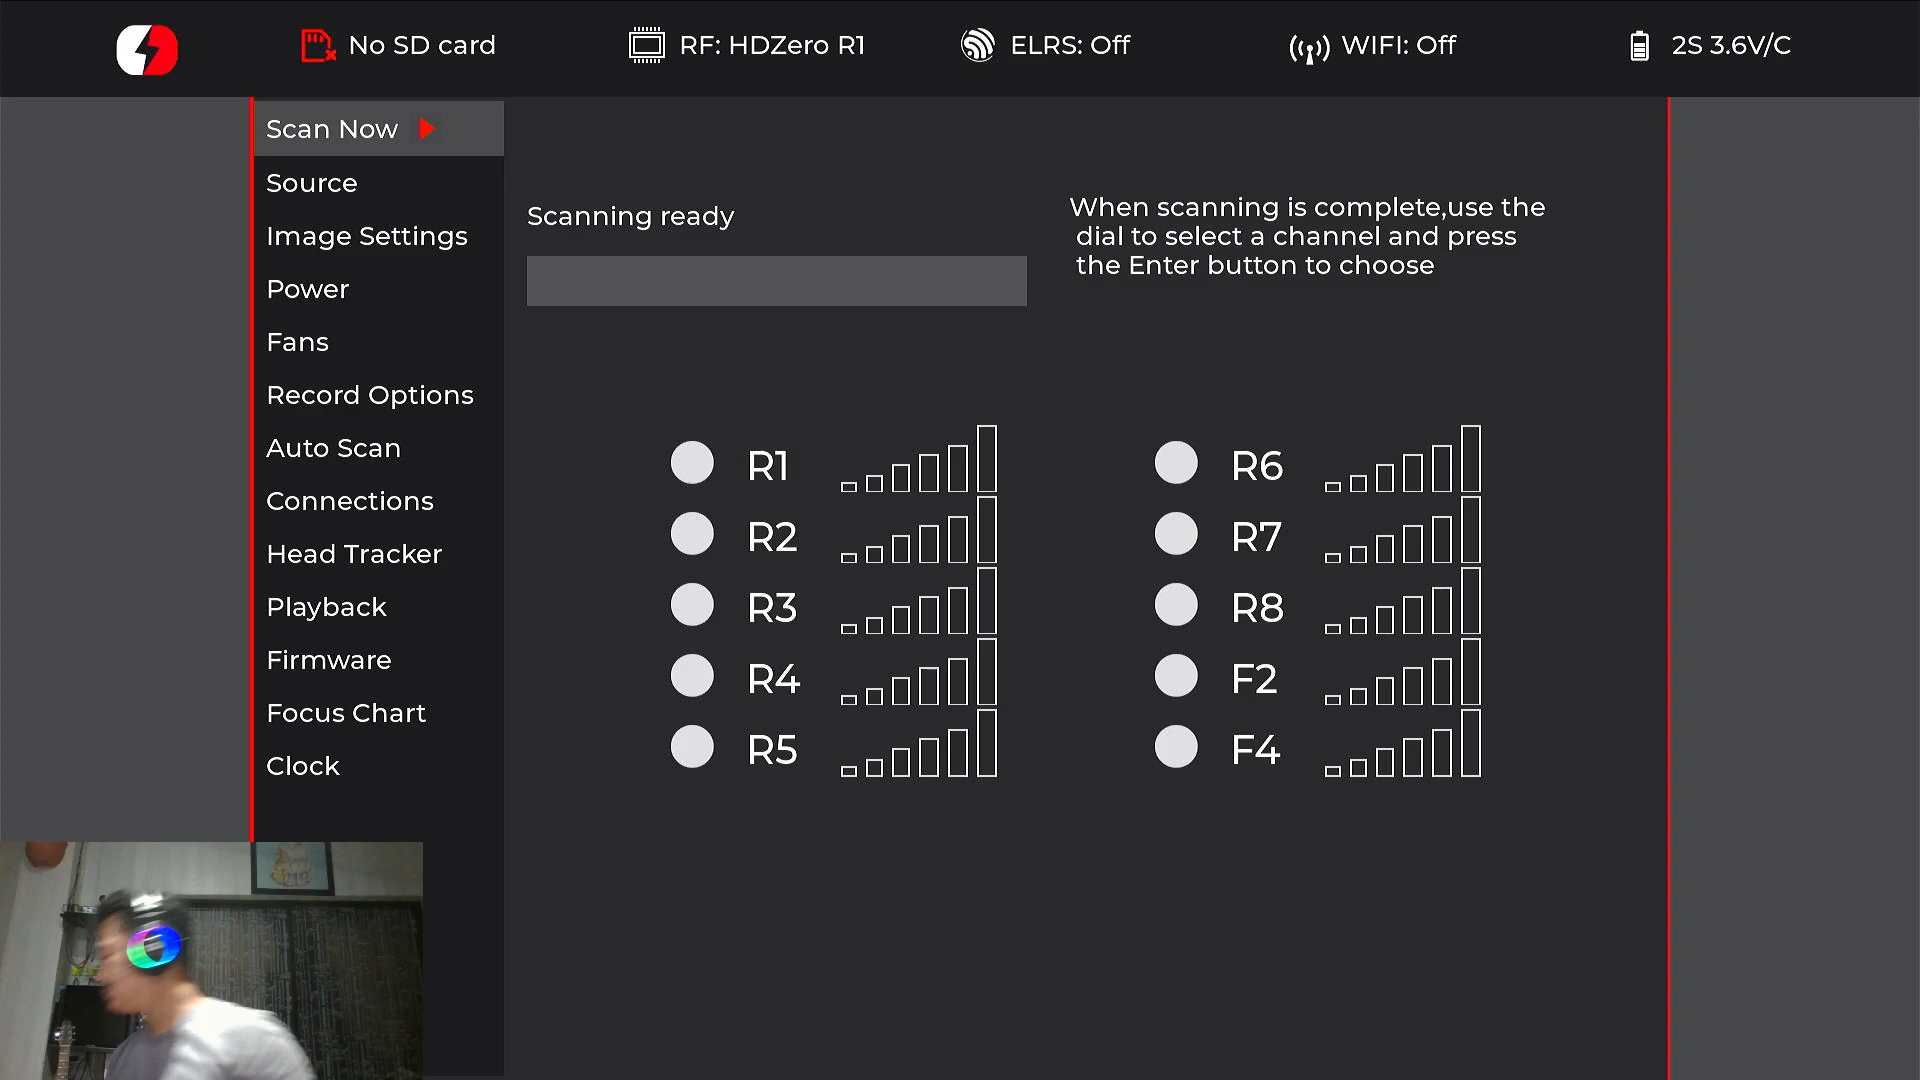 No SD card
RF: HDZero R1
ELRS: Off
WIFI: Off
2S 3.6V/C
Scan Now
Source
Image Settings
Power
Fans
Record Options
Auto Scan
Connections
Head Tracker
Playback
Firmware
Focus Chart
Clock
Scanning ready
When scanning is complete,use the
dial to select a channel and press
the Enter button to choose
R1
R2
R3
R4
R5
R6
R7
R8
F2
F4